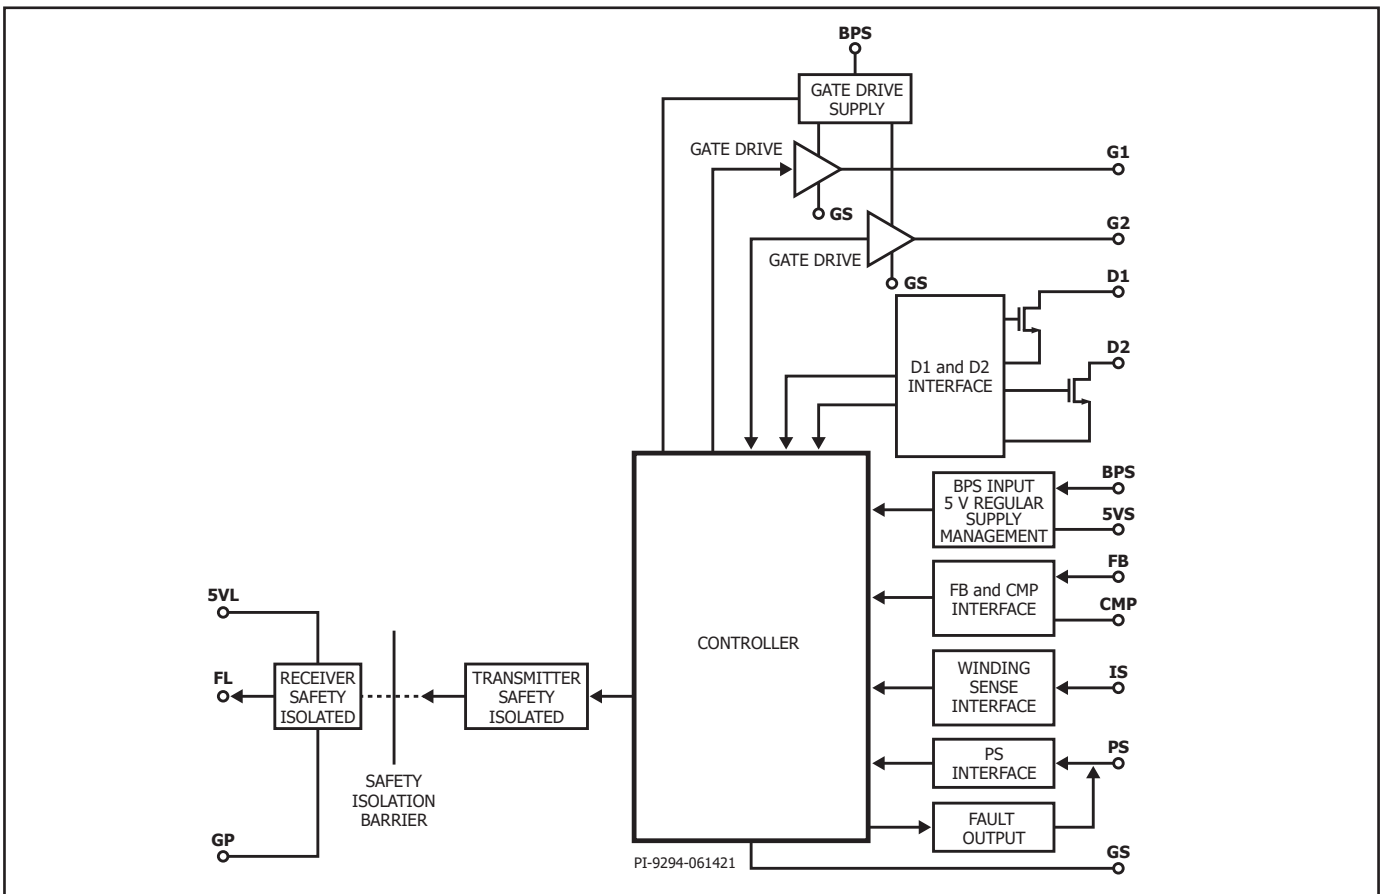 BPS
GATE DRIVE
SUPPLY
GATE DRIVE
G1
GS
G2
GATE DRIVE
GS
D1
D2
D1 and D2
INTERFACE
BPS
BPS INPUT
5 V REGULAR
SUPPLY
MANAGEMENT
5VS
FB
FB and CMP
INTERFACE
CMP
5VL
CONTROLLER
FL
RECEIVER
SAFETY
ISOLATED
TRANSMITTER
SAFETY
ISOLATED
WINDING
SENSE
INTERFACE
IS
PS
PS
INTERFACE
SAFETY
ISOLATION
BARRIER
FAULT
OUTPUT
GP
PI-9294-061421
GS